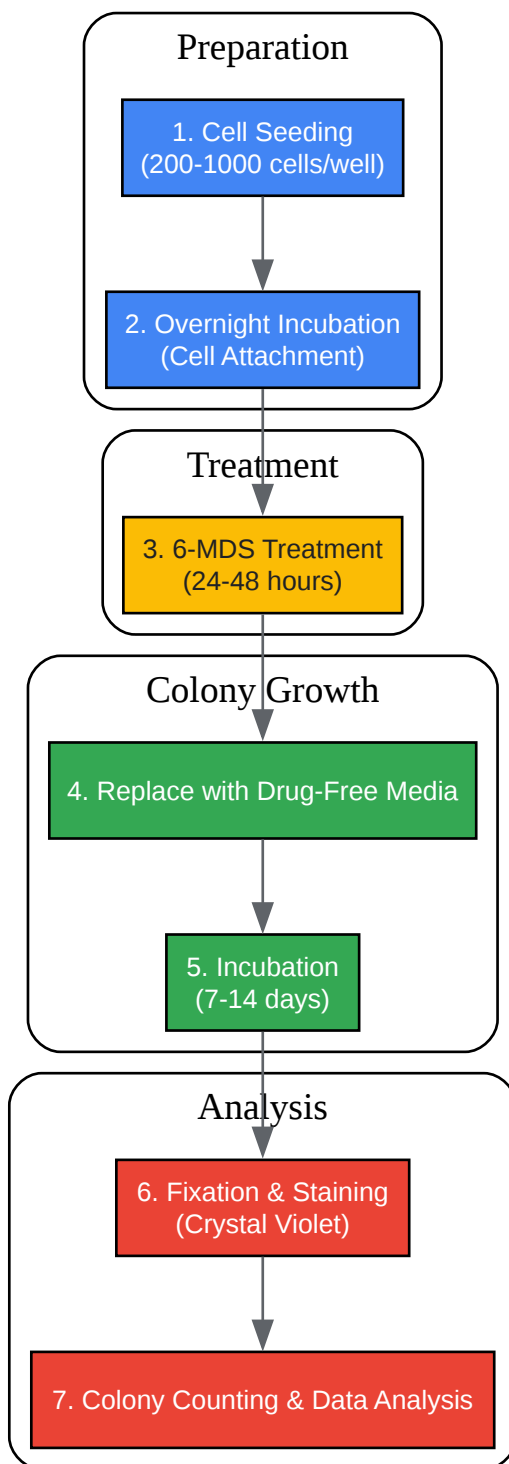 Preparation
1. Cell Seeding
(200-1000 cells/well)
2. Overnight Incubation
(Cell Attachment)
Treatment
3. 6-MDS Treatment
(24-48 hours)
Colony Growth
4. Replace with Drug-Free Media
5. Incubation
(7-14 days)
Analysis
6. Fixation & Staining
(Crystal Violet)
7. Colony Counting & Data Analysis